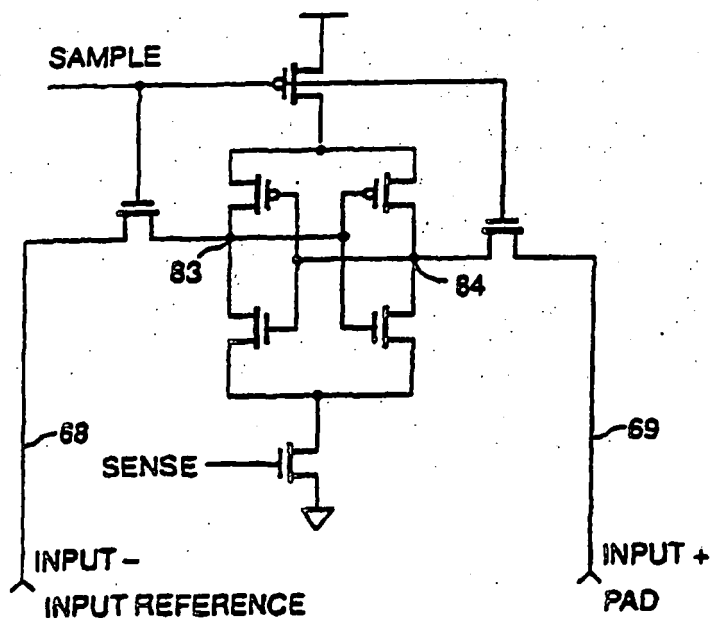 SAMPLE
83
84
68
69
SENSE
INPUT –
INPUT REFERENCE
INPUT +
PAD